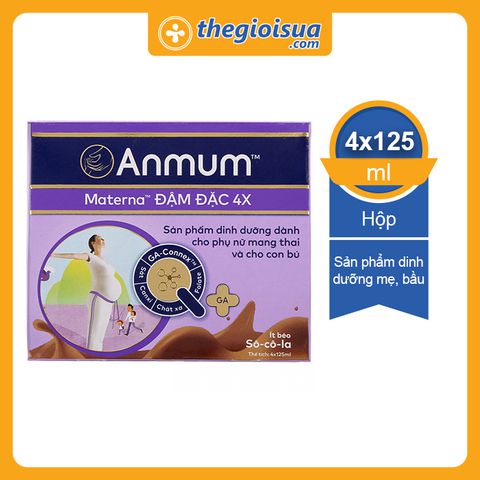 thegioisua
.com
Anmum™
Materna™ ĐẬM ĐẶC 4X
Sản phẩm dinh dưỡng dành
cho phụ nữ mang thai
và cho con bú
GA-Connex™
Sắt
Canxi
Chất xơ
Folate
GA
Ít béo
Sô-cô-la
Thể tích: 4x125ml
4x125
ml
Hộp
Sản phẩm dinh
dưỡng mẹ, bầu